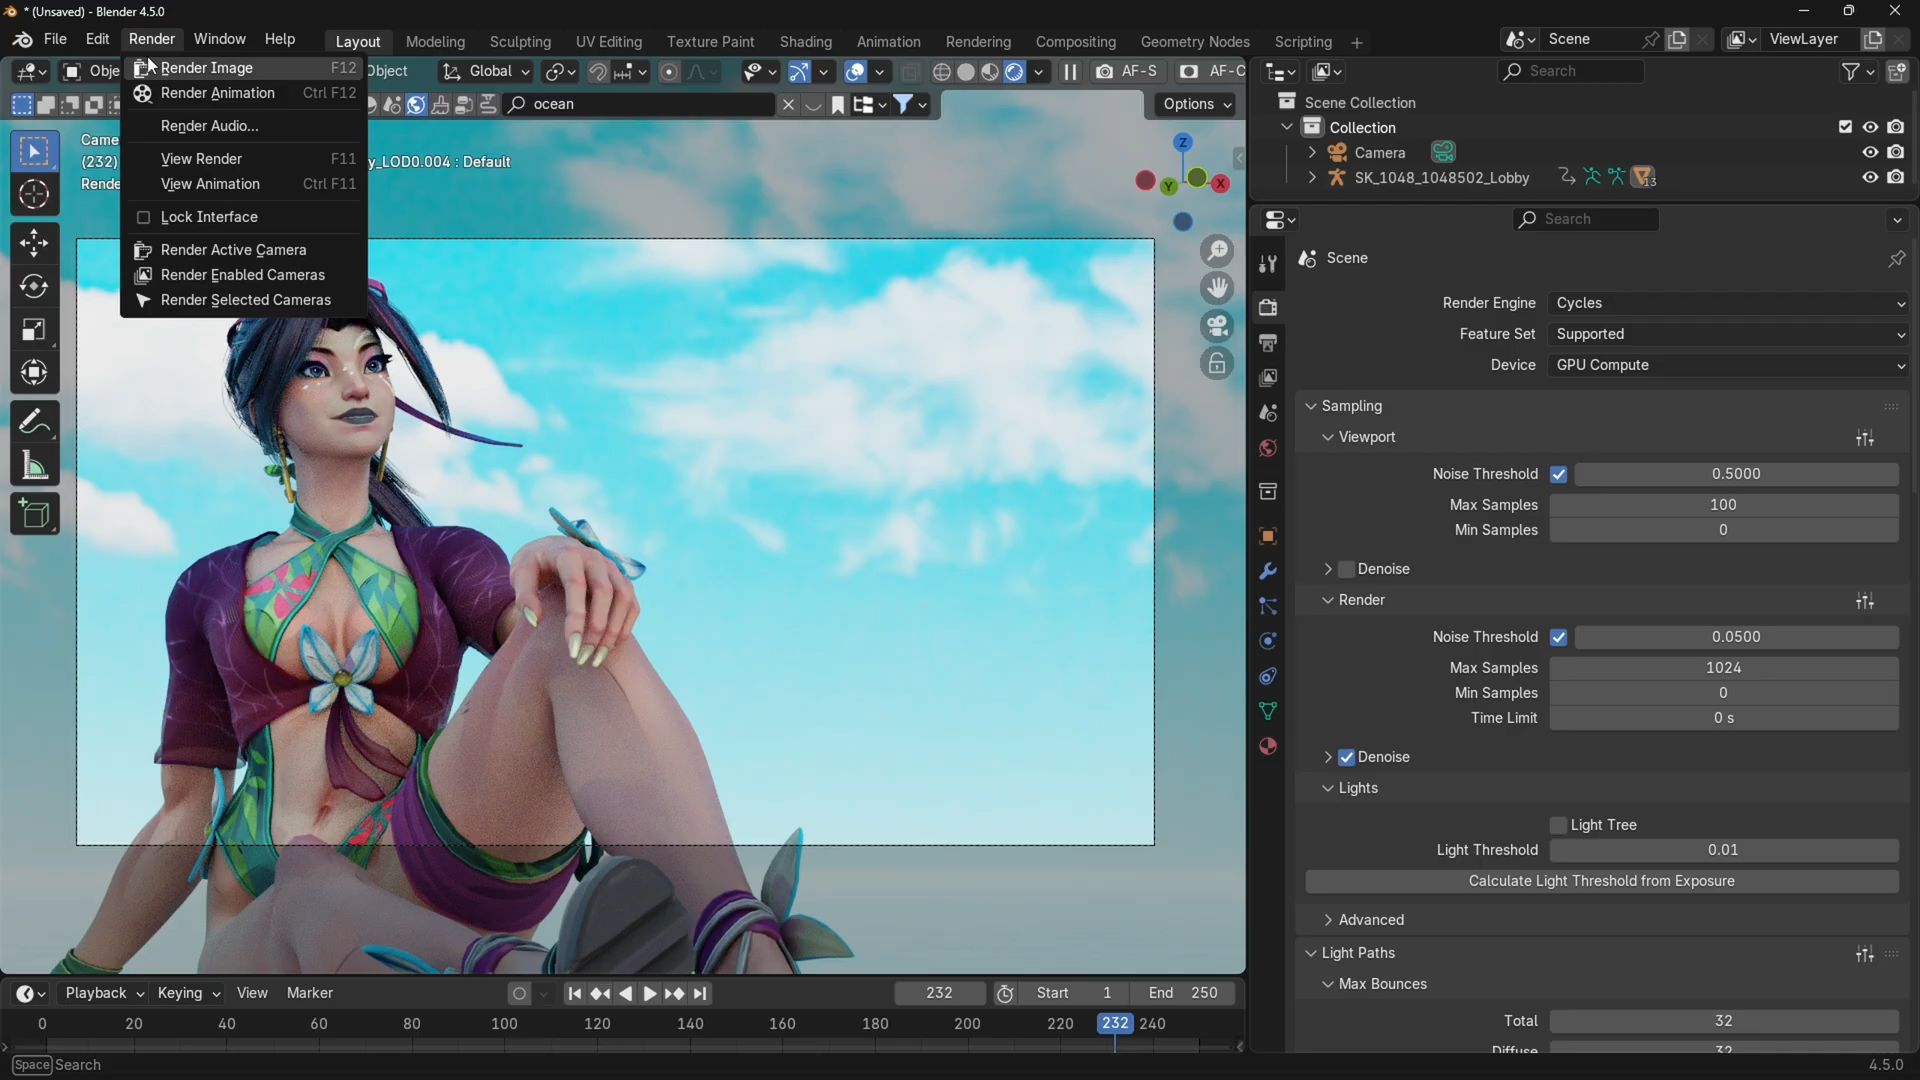 * (Unsaved) - Blender 4.5.0
File Edit Render Window Help Layout Modeling Sculpting UV Editing Texture Paint Shading Animation Rendering Compositing Geometry Nodes Scripting Scene ViewLayer
Obje
Object Global AF-S AF-C Search
ocean Options
Render Image F12
Render Animation Ctrl F12
Render Audio...
View Render F11
View Animation Ctrl F11
Lock Interface
Render Active Camera
Render Enabled Cameras
Render Selected Cameras
Came
(232) y_LOD0.004 : Default
Rende
Z
Y X
Scene Collection
Collection
Camera
SK_1048_1048502_Lobby 13
Search
Scene
Render Engine Cycles
Feature Set Supported
Device GPU Compute
Sampling
Viewport
Noise Threshold 0.5000
Max Samples 100
Min Samples 0
Denoise
Render
Noise Threshold 0.0500
Max Samples 1024
Min Samples 0
Time Limit 0 s
Denoise
Lights
Light Tree
Light Threshold 0.01
Calculate Light Threshold from Exposure
Advanced
Light Paths
Max Bounces
Total 32
Diffuse 32
Playback Keying View Marker 232 Start 1 End 250
0 20 40 60 80 100 120 140 160 180 200 220 232 240
Space Search 4.5.0